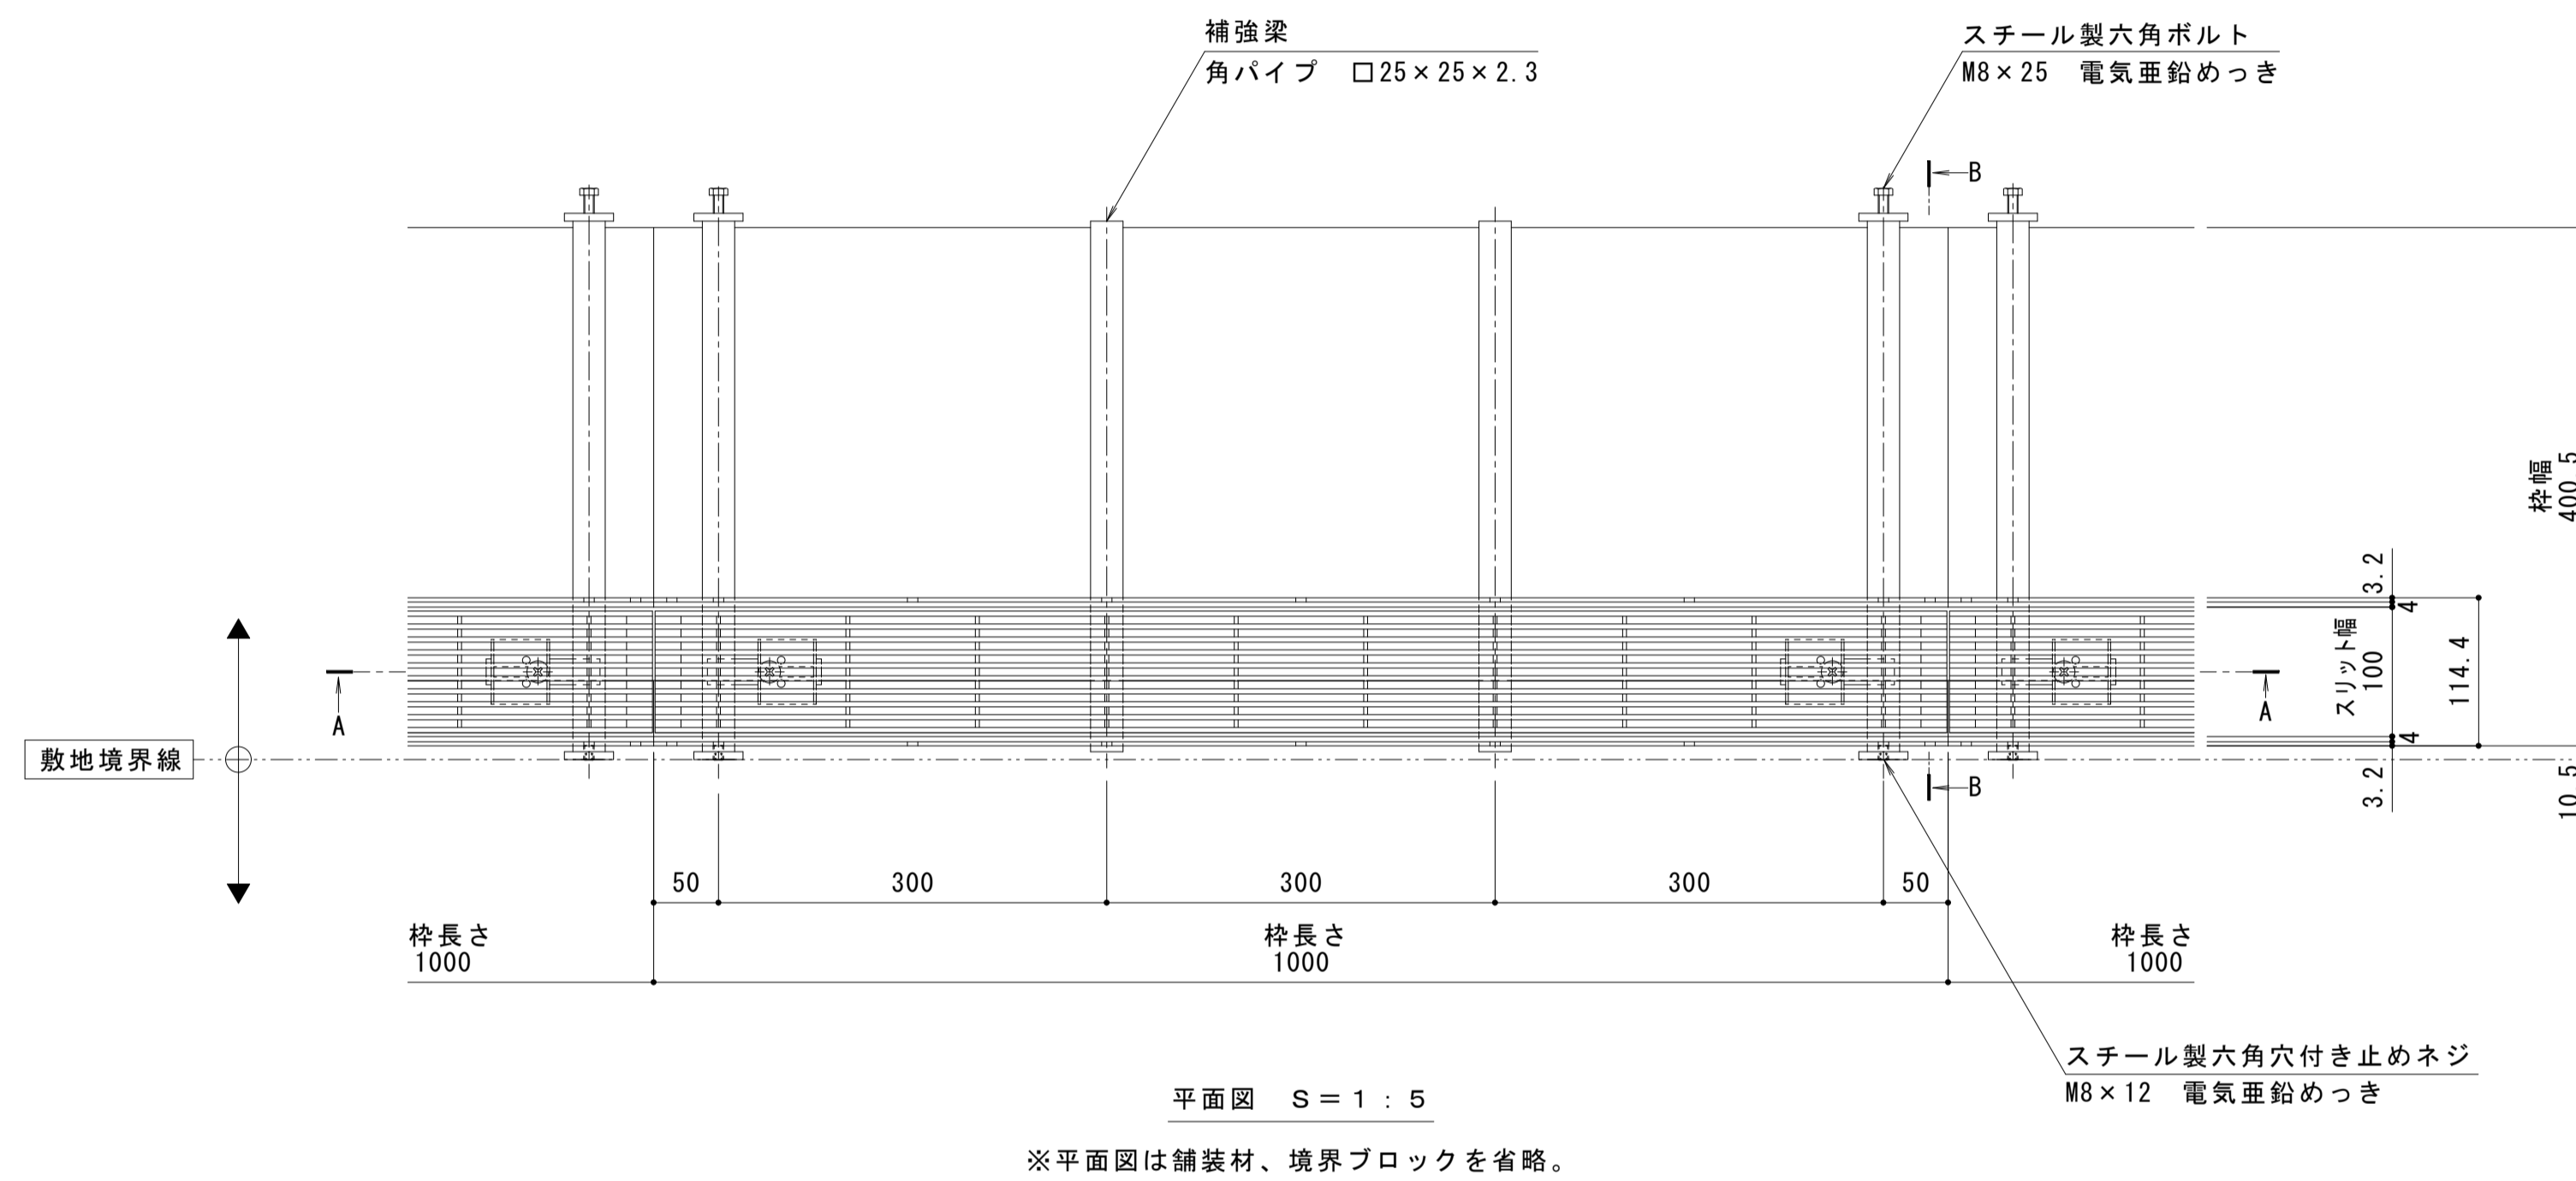 補強梁
角パイプ　□25×25×2.3
スチール製六角ボルト
M8×25　電気亜鉛めっき
B
枠幅
400.5
3.2
4
スリット幅
100
114.4
4
3.2
10.5
A
A
敷地境界線
B
50
300
300
300
50
枠長さ
1000
枠長さ
1000
枠長さ
1000
スチール製六角穴付き止めネジ
M8×12　電気亜鉛めっき
平面図　Ｓ＝１：５
※平面図は舗装材、境界ブロックを省略。